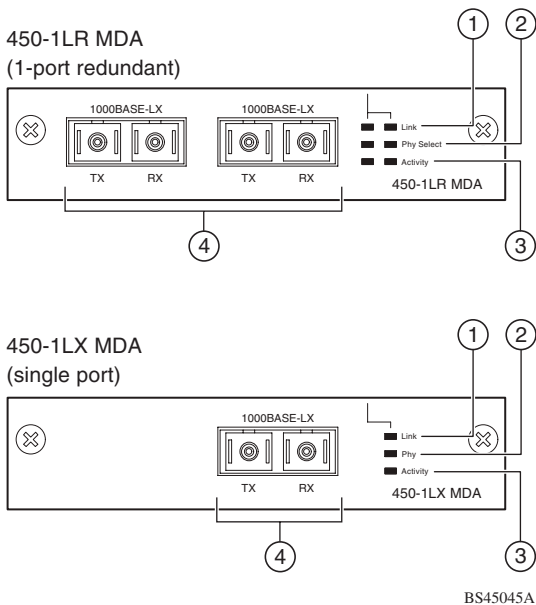 450-1LR MDA
(1-port redundant)
1 2
1000BASE-LX 1000BASE-LX
Link
Phy Select
Activity
TX RX TX RX
450-1LR MDA
4 3
450-1LX MDA
(single port)
1 2
1000BASE-LX
Link
Phy
Activity
TX RX
450-1LX MDA
4 3
BS45045A